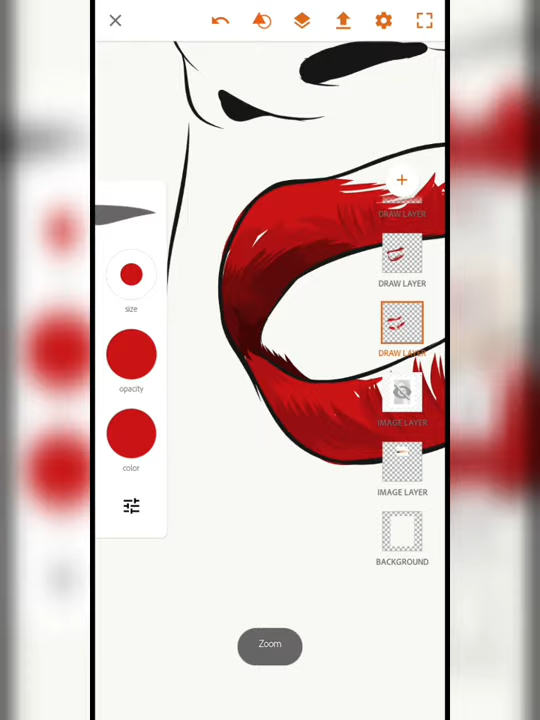 DRAW LAYER
DRAW LAYER
size
DRAW LAYER
opacity
IMAGE LAYER
color
IMAGE LAYER
BACKGROUND
Zoom